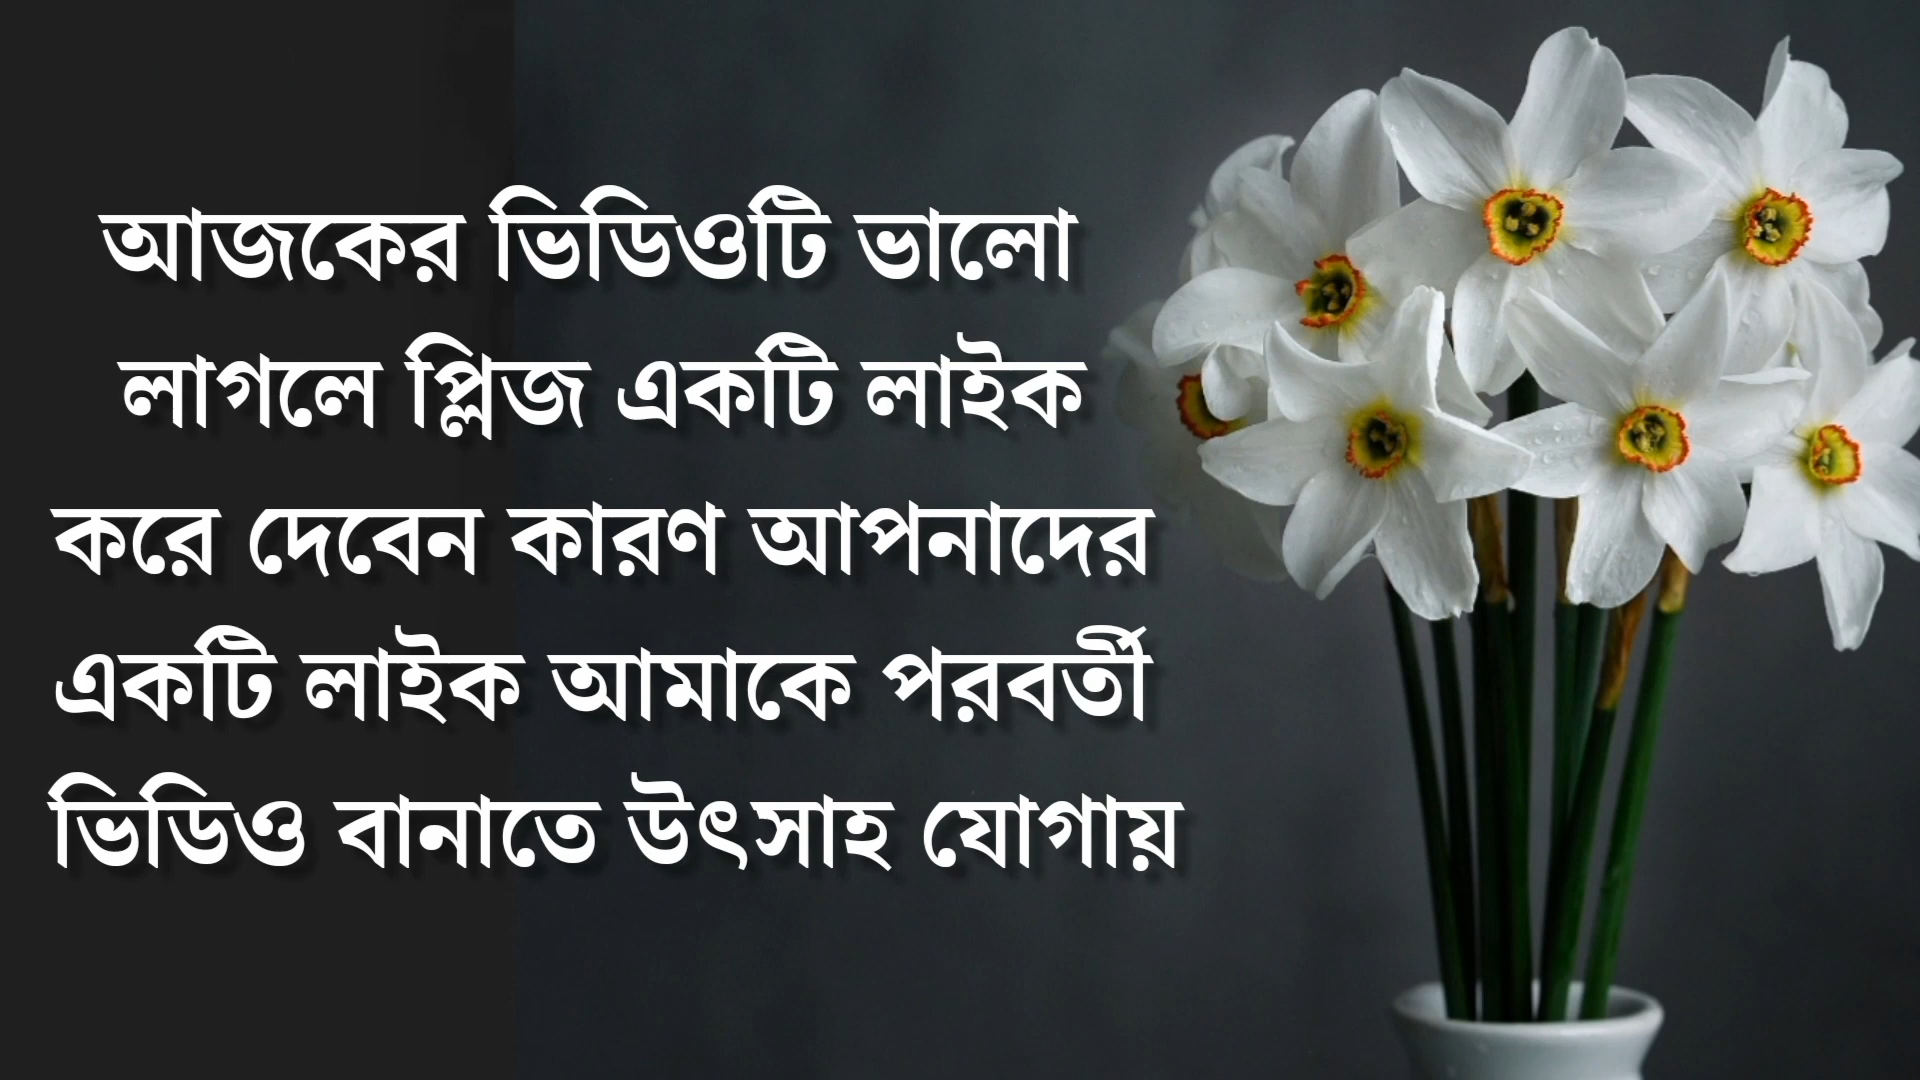 আজকের ভিডিওটি ভালো
লাগলে প্লিজ একটি লাইক
করে দেবেন কারণ আপনাদের
একটি লাইক আমাকে পরবর্তী
ভিডিও বানাতে উৎসাহ যোগায়